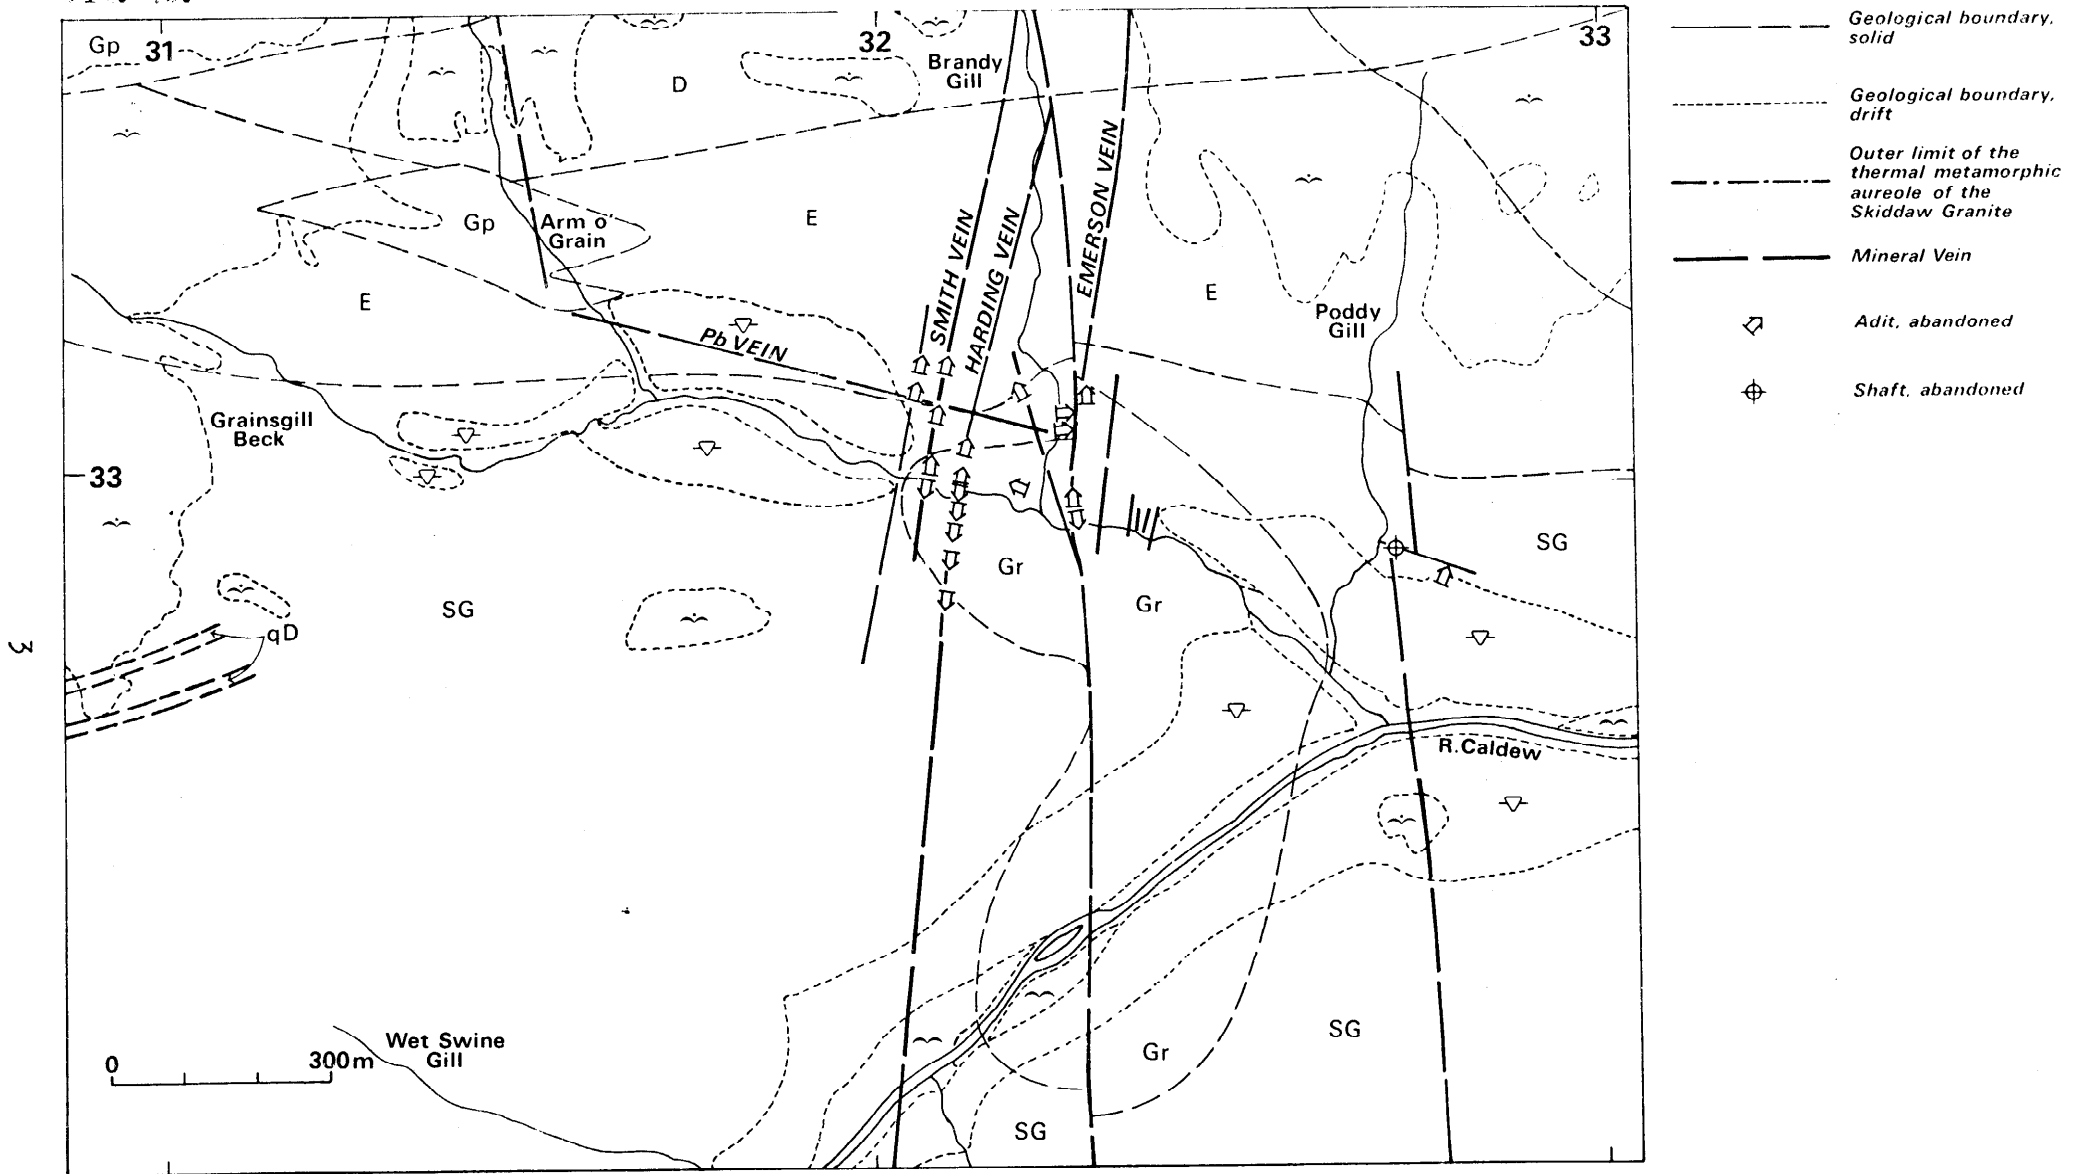 Gp
31
32
33
D
Brandy
Gill
Gp
Arm o'
Grain
E
E
E
SMITH VEIN
HARDING VEIN
EMERSON VEIN
Pb VEIN
Poddy
Gill
Grainsgill
Beck
33
SG
Gr
Gr
SG
qD
R. Caldew
3
Wet Swine
Gill
0
300m
SG
Gr
SG
Geological boundary,
solid
Geological boundary,
drift
Outer limit of the
thermal metamorphic
aureole of the
Skiddaw Granite
Mineral Vein
Adit, abandoned
Shaft, abandoned